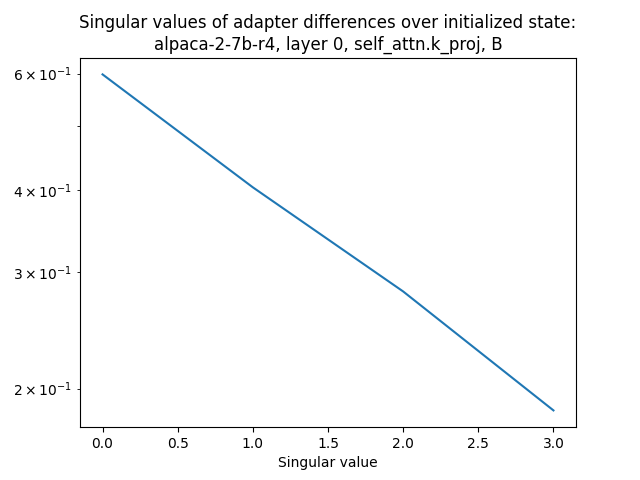 Singular values of adapter differences over initialized state:
alpaca-2-7b-r4, layer 0, self_attn.k_proj, B
6 × 10⁻¹
4 × 10⁻¹
3 × 10⁻¹
2 × 10⁻¹
0.0 0.5 1.0 1.5 2.0 2.5 3.0
Singular value